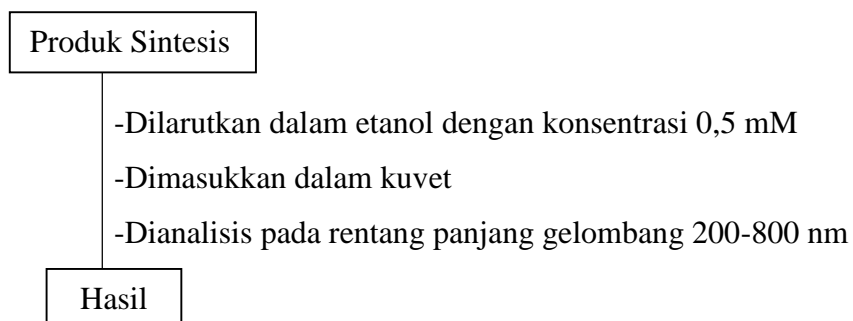 Produk Sintesis
-Dilarutkan dalam etanol dengan konsentrasi 0,5 mM
-Dimasukkan dalam kuvet
-Dianalisis pada rentang panjang gelombang 200-800 nm
Hasil